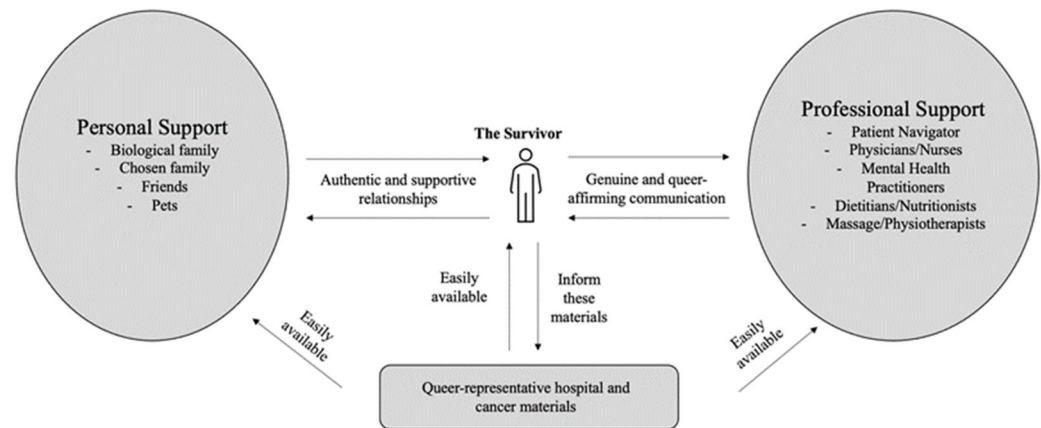 Personal Support
- Biological family
- Chosen family
- Friends
- Pets
Authentic and supportive
relationships
The Survivor
Genuine and queer-
affirming communication
Professional Support
- Patient Navigator
- Physicians/Nurses
- Mental Health
Practitioners
- Dietitians/Nutritionists
- Massage/Physiotherapists
Easily
available
Easily
available
Inform
these
materials
Easily
available
Queer-representative hospital and
cancer materials